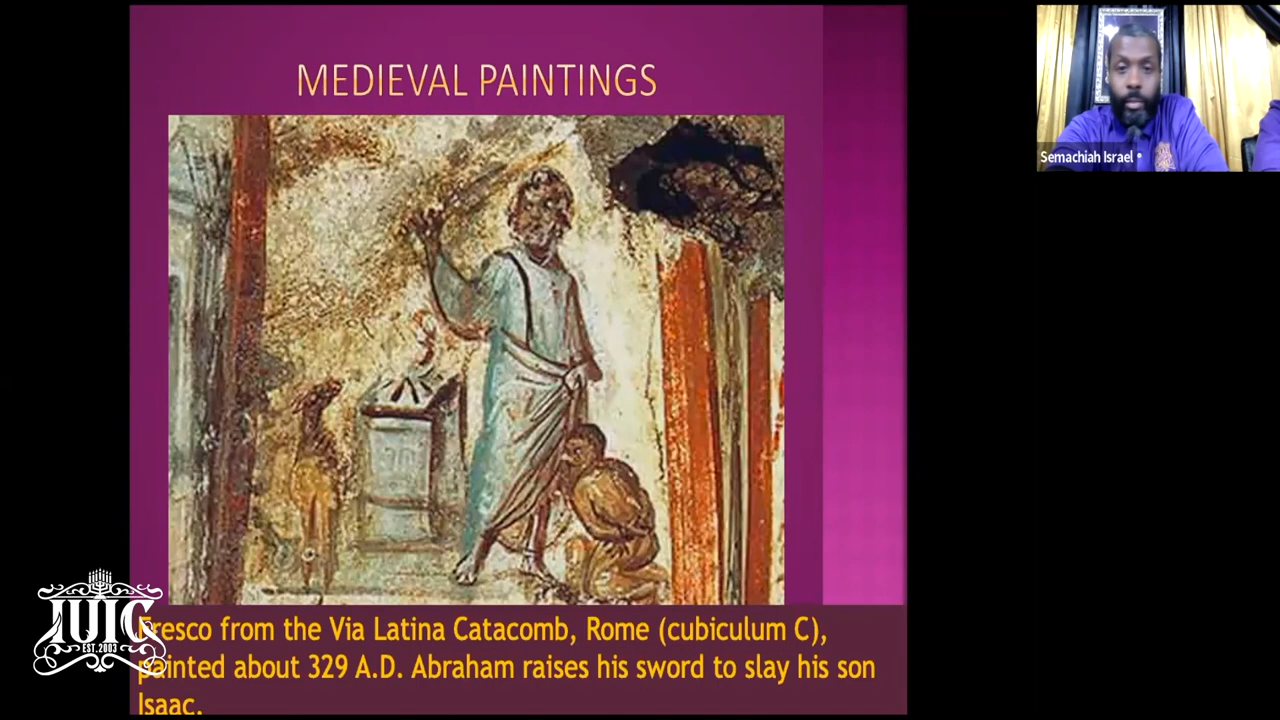 MEDIEVAL PAINTINGS
Semachiah Israel
Fresco from the Via Latina Catacomb, Rome (cubiculum C),
painted about 329 A.D. Abraham raises his sword to slay his son
Isaac.
IUIC
EST. 2003